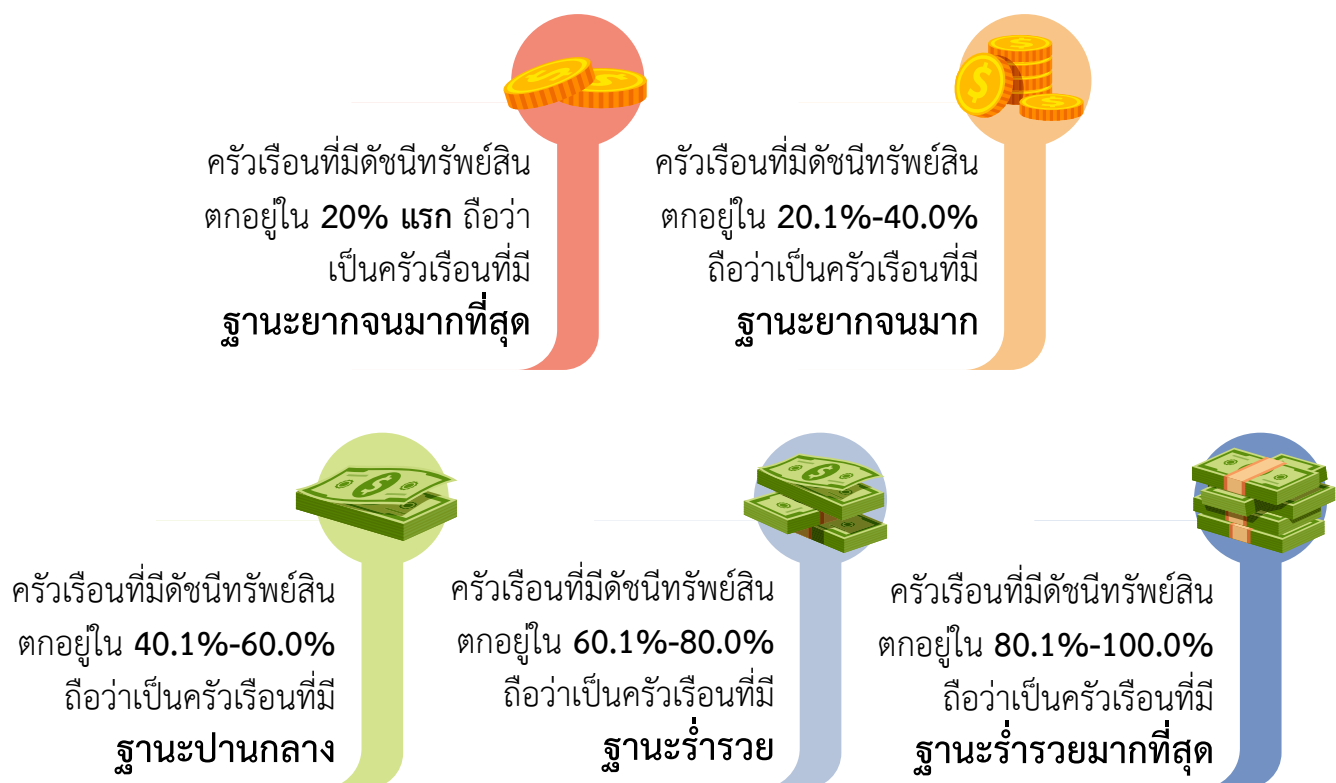 ครัวเรือนที่มีดัชนีทรัพย์สิน
ตกอยู่ใน 20% แรก ถือว่า
เป็นครัวเรือนที่มี
ฐานะยากจนมากที่สุด
ครัวเรือนที่มีดัชนีทรัพย์สิน
ตกอยู่ใน 20.1%-40.0%
ถือว่าเป็นครัวเรือนที่มี
ฐานะยากจนมาก
ครัวเรือนที่มีดัชนีทรัพย์สิน
ตกอยู่ใน 40.1%-60.0%
ถือว่าเป็นครัวเรือนที่มี
ฐานะปานกลาง
ครัวเรือนที่มีดัชนีทรัพย์สิน
ตกอยู่ใน 60.1%-80.0%
ถือว่าเป็นครัวเรือนที่มี
ฐานะร่ำรวย
ครัวเรือนที่มีดัชนีทรัพย์สิน
ตกอยู่ใน 80.1%-100.0%
ถือว่าเป็นครัวเรือนที่มี
ฐานะร่ำรวยมากที่สุด